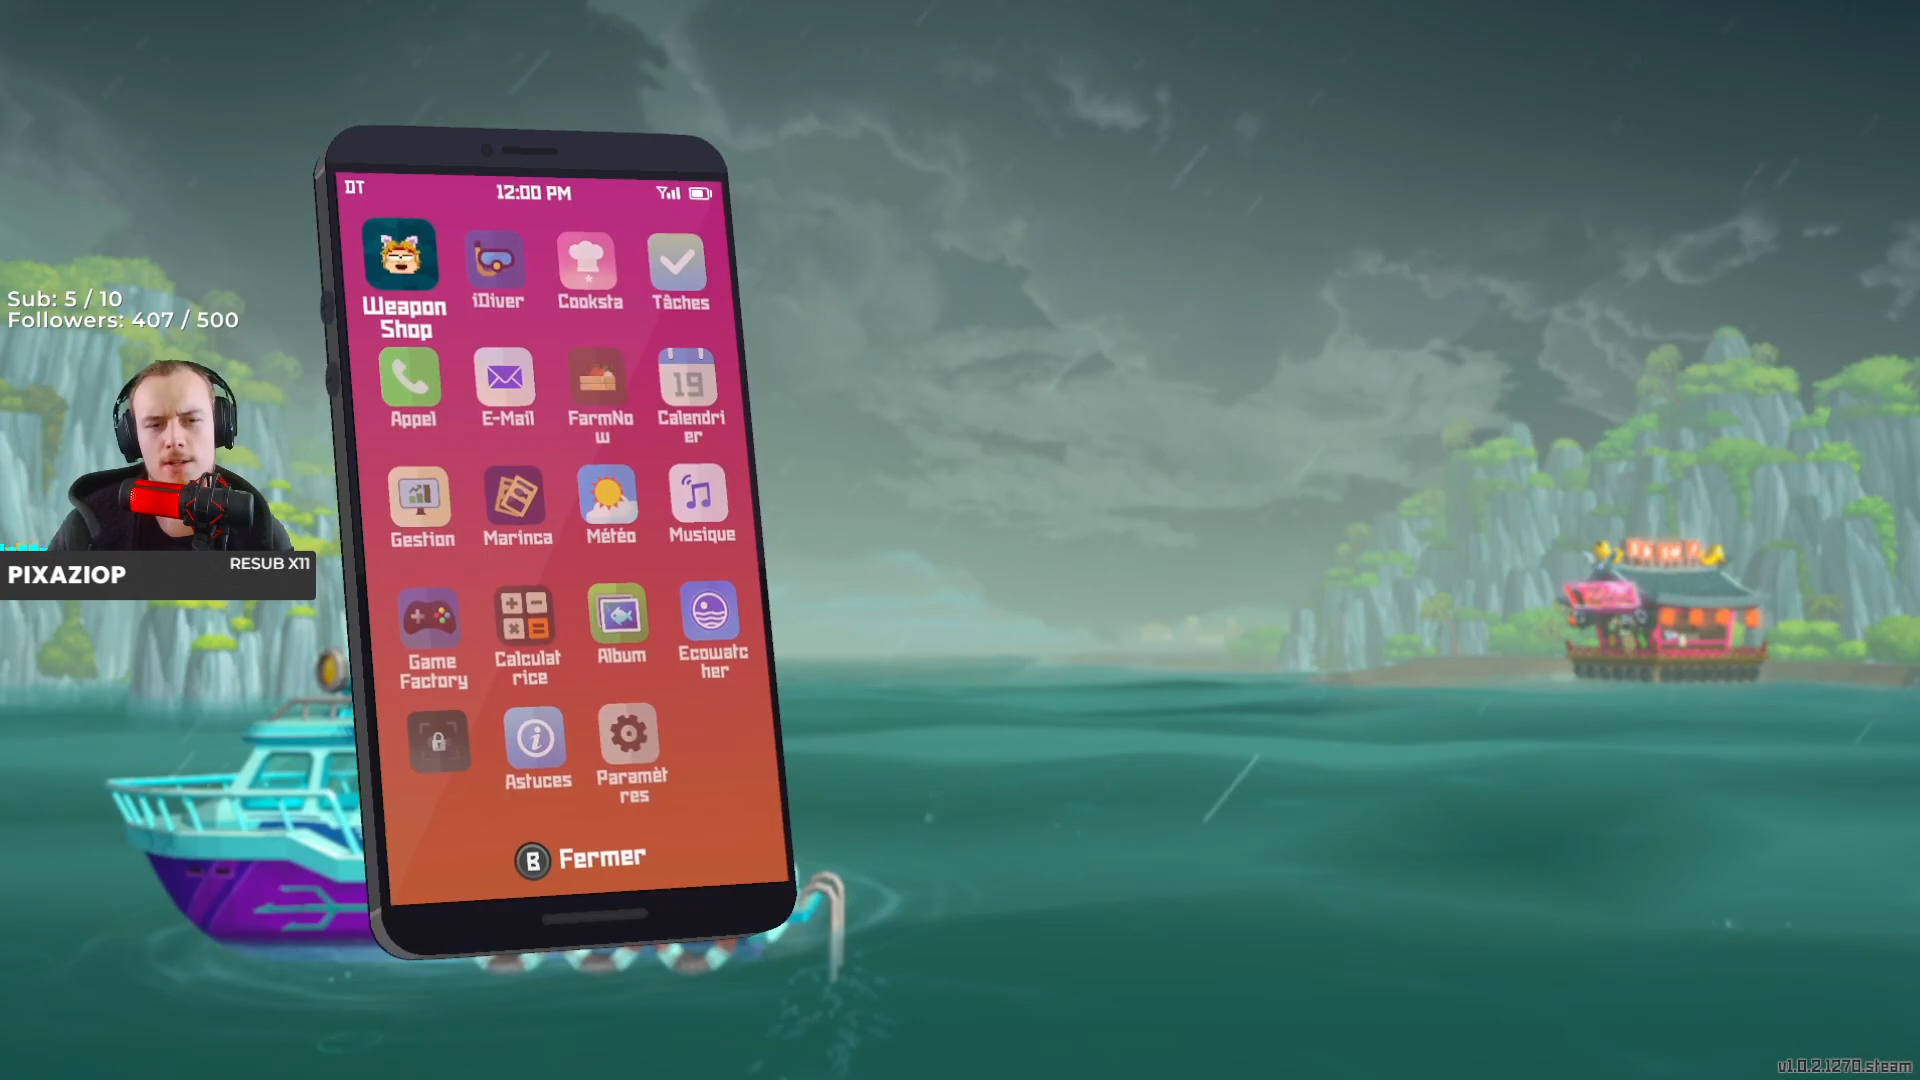 DT
12:00 PM
Weapon
Shop
iDiver
Cooksta
Tâches
Appel
E-Mail
FarmNo
w
Calendri
er
19
Gestion
Marinca
Météo
Musique
Game
Factory
Calculat
rice
Album
Ecowatc
her
Astuces
Paramèt
res
B Fermer
Sub: 5 / 10
Followers: 407 / 500
RESUB X11
PIXAZIOP
v1.0.2.1270.steam